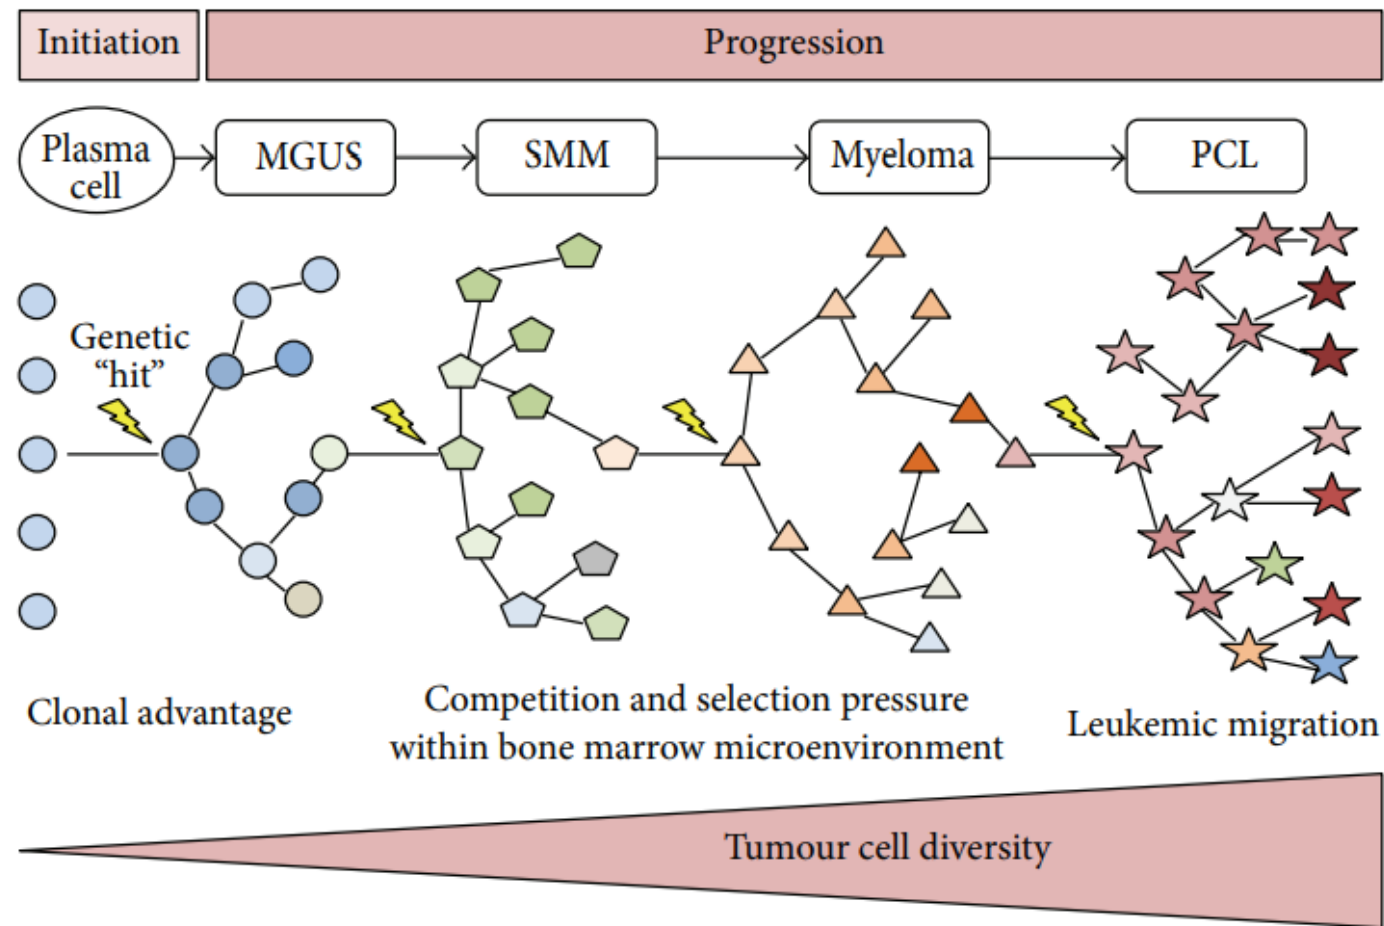 Initiation
Progression
Plasma
cell
MGUS
SMM
Myeloma
PCL
Genetic
“hit”
Clonal advantage
Competition and selection pressure
within bone marrow microenvironment
Leukemic migration
Tumour cell diversity